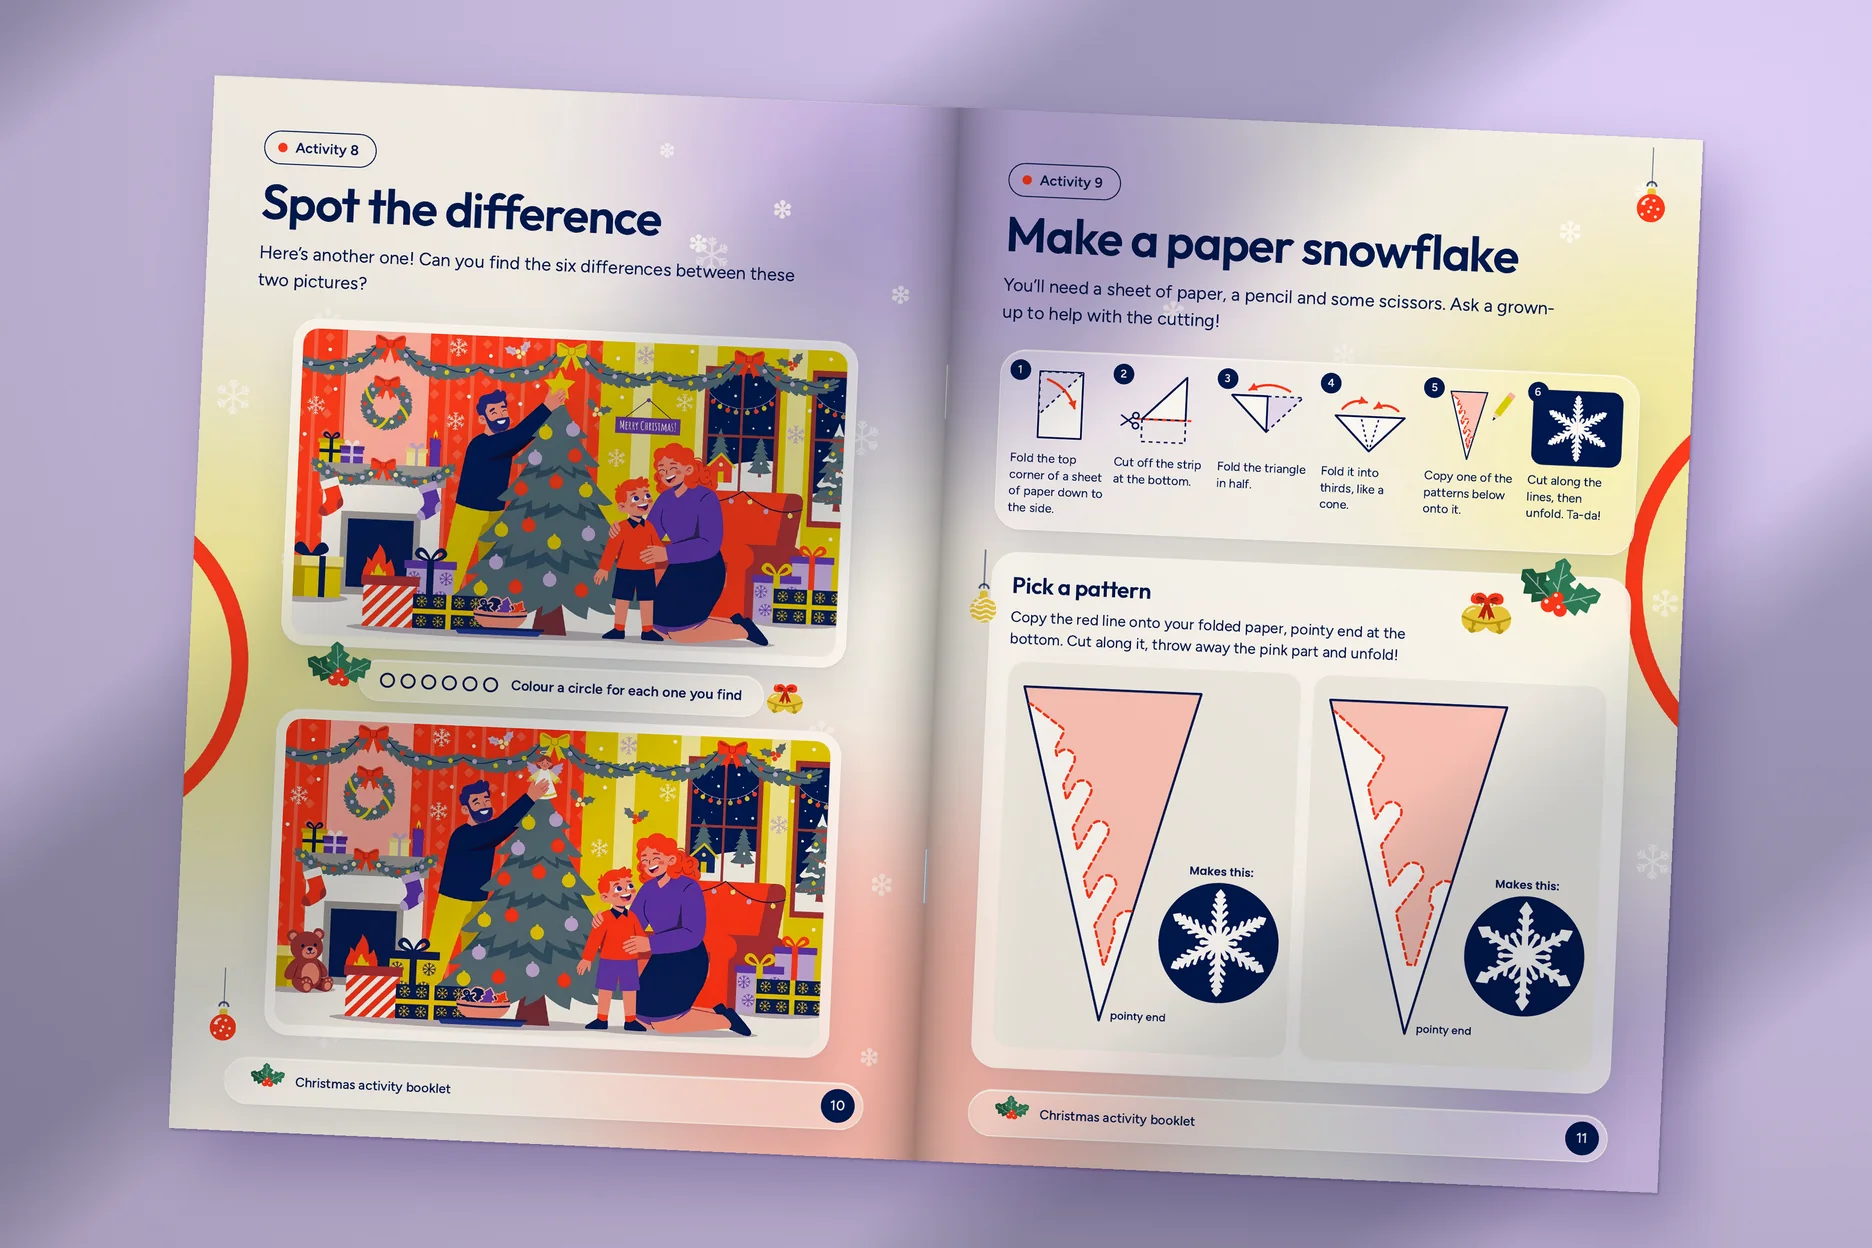 Activity 8
Spot the difference
Here's another one! Can you find the six differences between these
two pictures?
MERRY CHRISTMAS!
Colour a circle for each one you find
Christmas activity booklet
10
Activity 9
Make a paper snowflake
You'll need a sheet of paper, a pencil and some scissors. Ask a grown-
up to help with the cutting!
1
Fold the top
corner of a sheet
of paper down to
the side.
2
Cut off the strip
at the bottom.
3
Fold the triangle
in half.
4
Fold it into
thirds, like a
cone.
5
Copy one of the
patterns below
onto it.
6
Cut along the
lines, then
unfold. Ta-da!
Pick a pattern
Copy the red line onto your folded paper, pointy end at the
bottom. Cut along it, throw away the pink part and unfold!
Makes this:
pointy end
Makes this:
pointy end
Christmas activity booklet
11